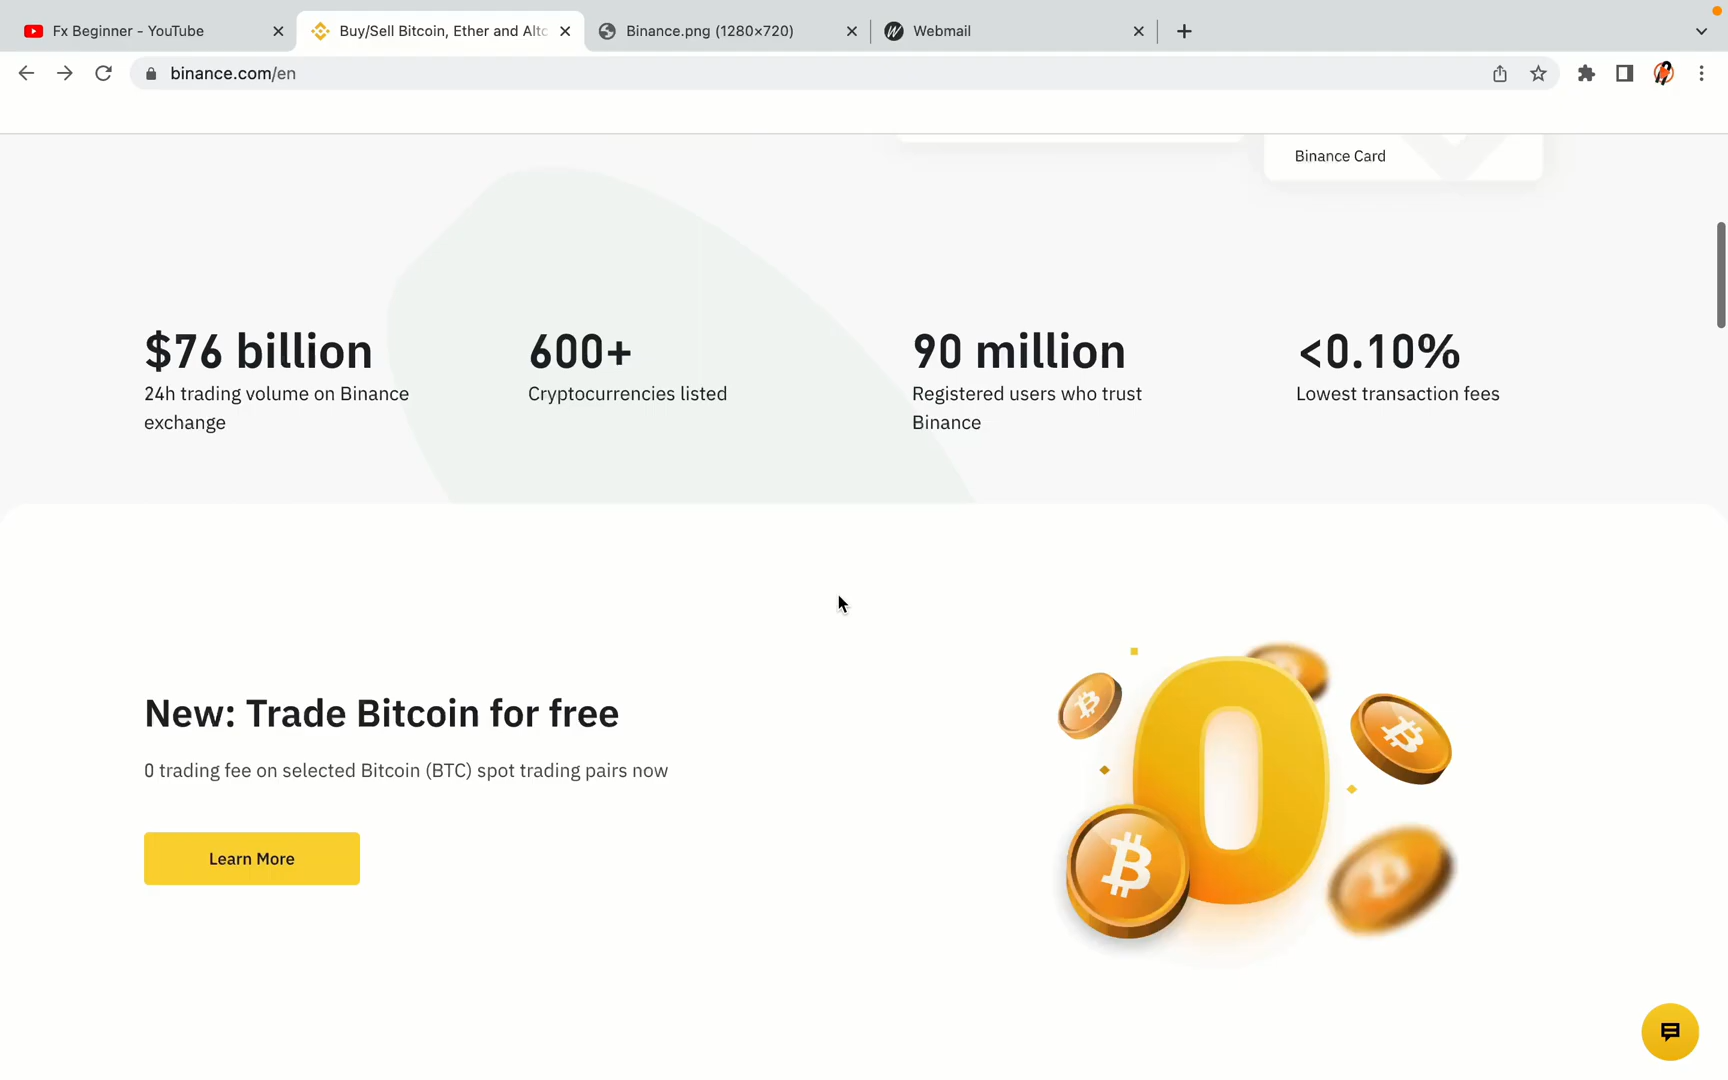 Fx Beginner - YouTube
Buy/Sell Bitcoin, Ether and Altc
Binance.png (1280×720)
Webmail
binance.com/en
Binance Card
$76 billion
24h trading volume on Binance
exchange
600+
Cryptocurrencies listed
90 million
Registered users who trust
Binance
<0.10%
Lowest transaction fees
New: Trade Bitcoin for free
0 trading fee on selected Bitcoin (BTC) spot trading pairs now
Learn More
0